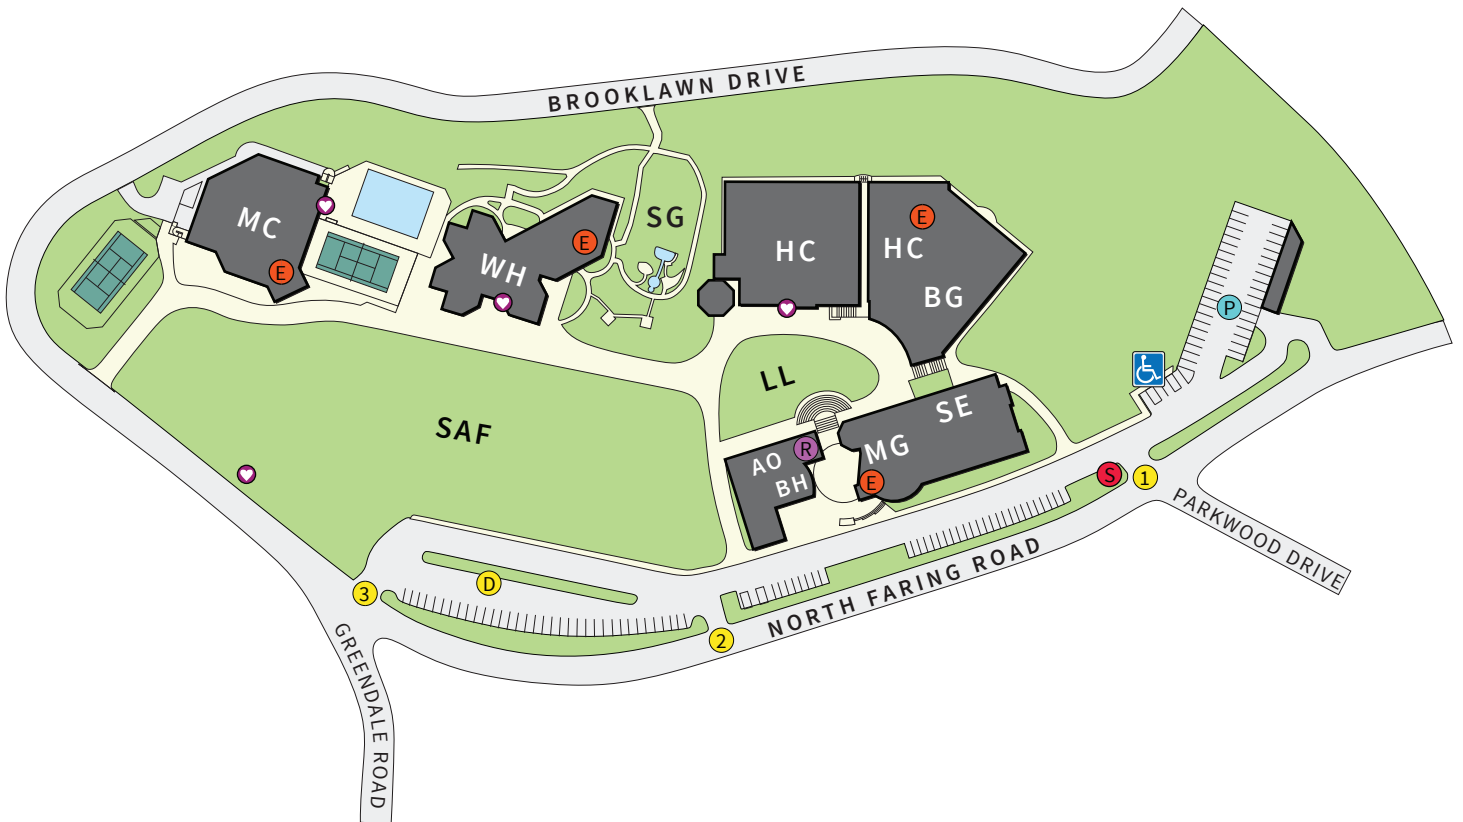 BROOKLAWN DRIVE
MC
E
WH
E
SG
HC
E
HC
BG
P
LL
SAF
SE
MG
E
AO
R
BH
S
1
PARKWOOD DRIVE
NORTH FARING ROAD
D
3
2
GREENDALE ROAD